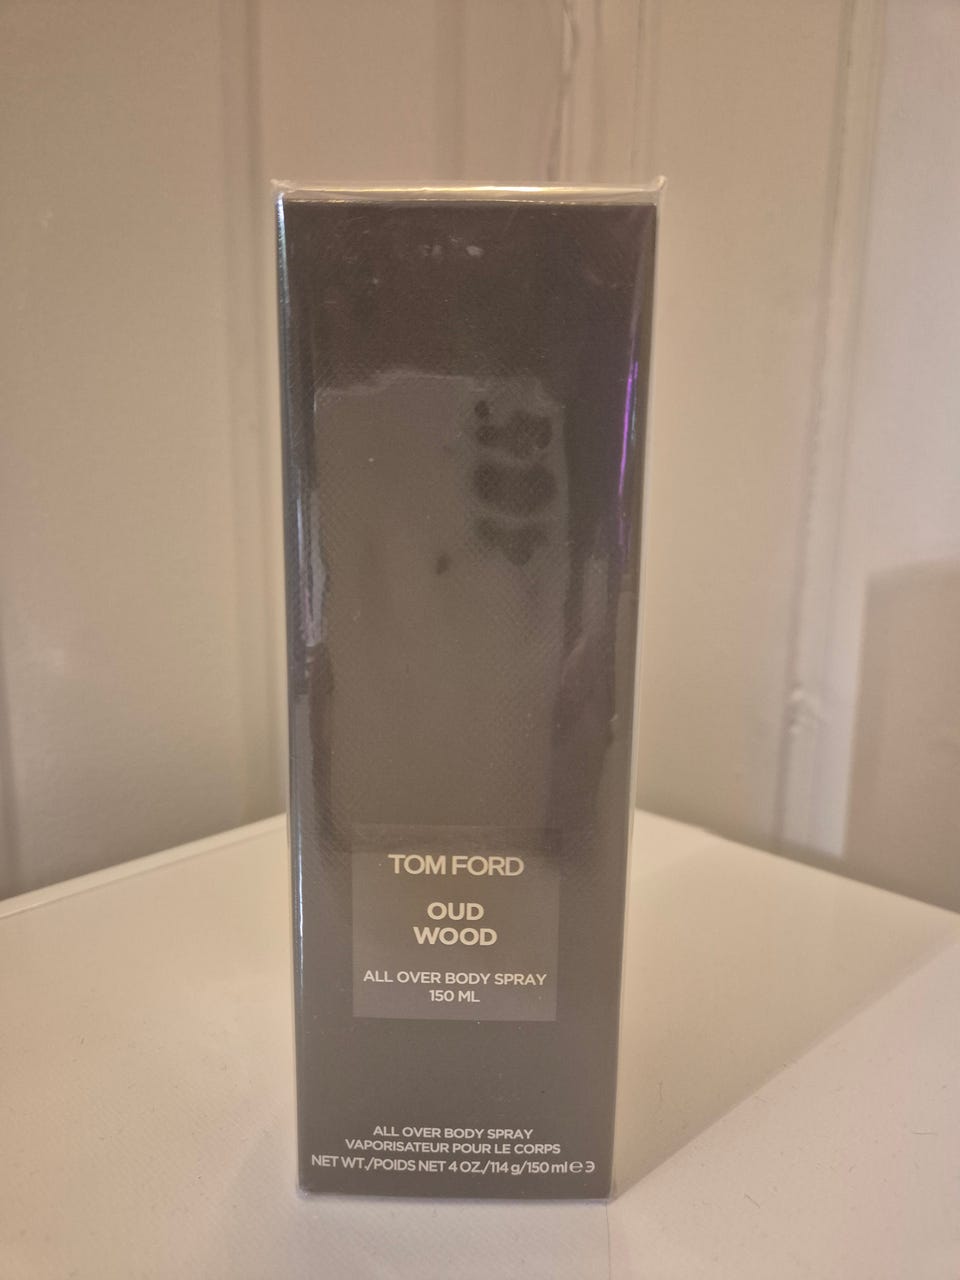 TOM FORD
OUD
WOOD
ALL OVER BODY SPRAY
150 ML
ALL OVER BODY SPRAY
VAPORISATEUR POUR LE CORPS
NET WT./POIDS NET 4 OZ./114 g/150 ml ℮ 3